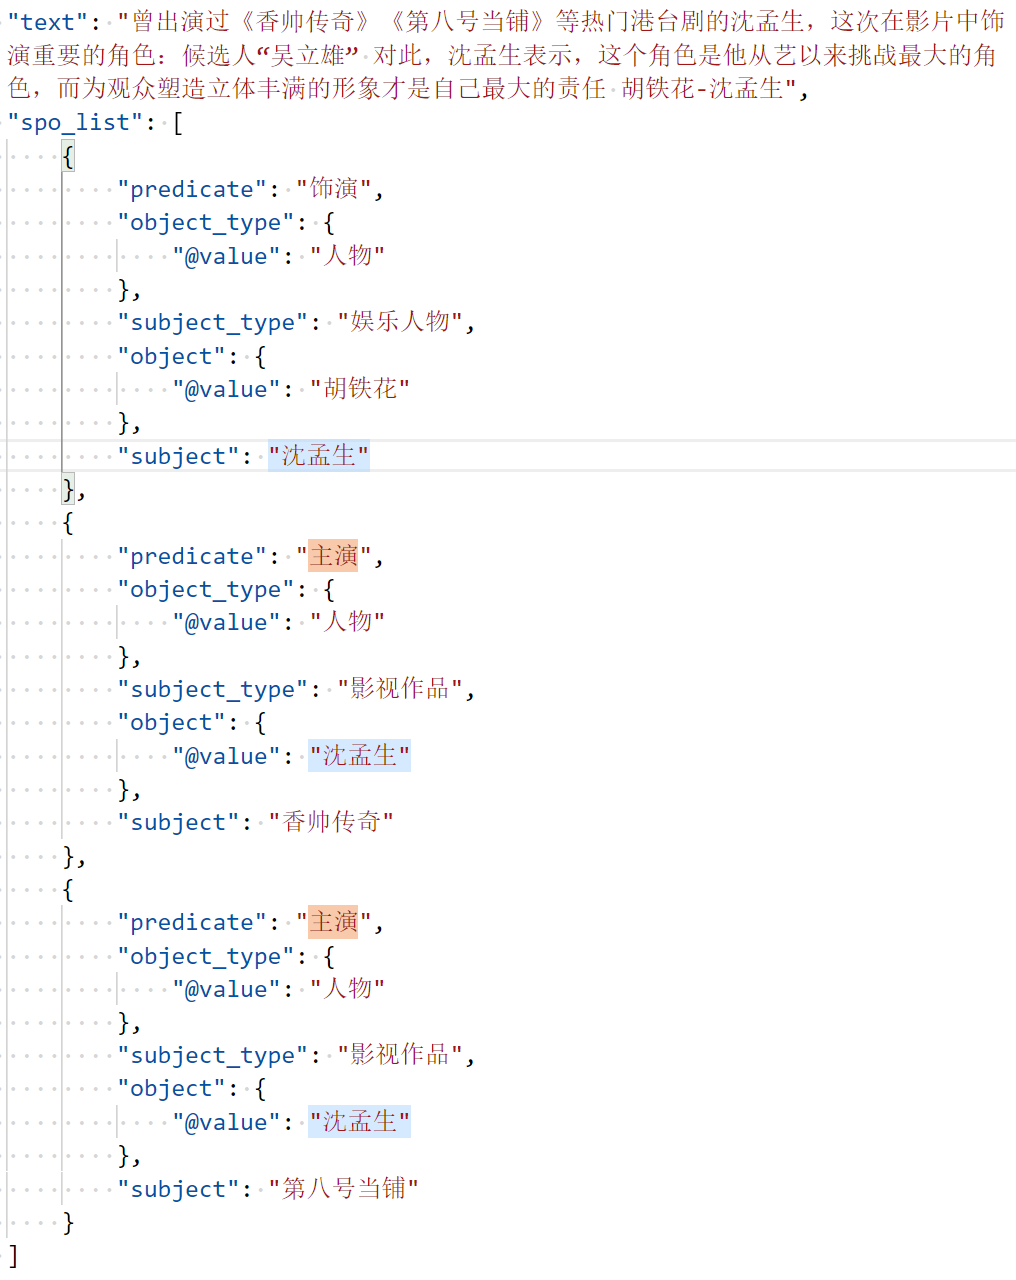 "text": "曾出演过《香帅传奇》《第八号当铺》等热门港台剧的沈孟生，这次在影片中饰
演重要的角色：候选人“吴立雄” 对此，沈孟生表示，这个角色是他从艺以来挑战最大的角
色，而为观众塑造立体丰满的形象才是自己最大的责任 胡铁花-沈孟生",
"spo_list": [
{
"predicate": "饰演",
"object_type": {
"@value": "人物"
},
"subject_type": "娱乐人物",
"object": {
"@value": "胡铁花"
},
"subject": "沈孟生"
},
{
"predicate": "主演",
"object_type": {
"@value": "人物"
},
"subject_type": "影视作品",
"object": {
"@value": "沈孟生"
},
"subject": "香帅传奇"
},
{
"predicate": "主演",
"object_type": {
"@value": "人物"
},
"subject_type": "影视作品",
"object": {
"@value": "沈孟生"
},
"subject": "第八号当铺"
}
]